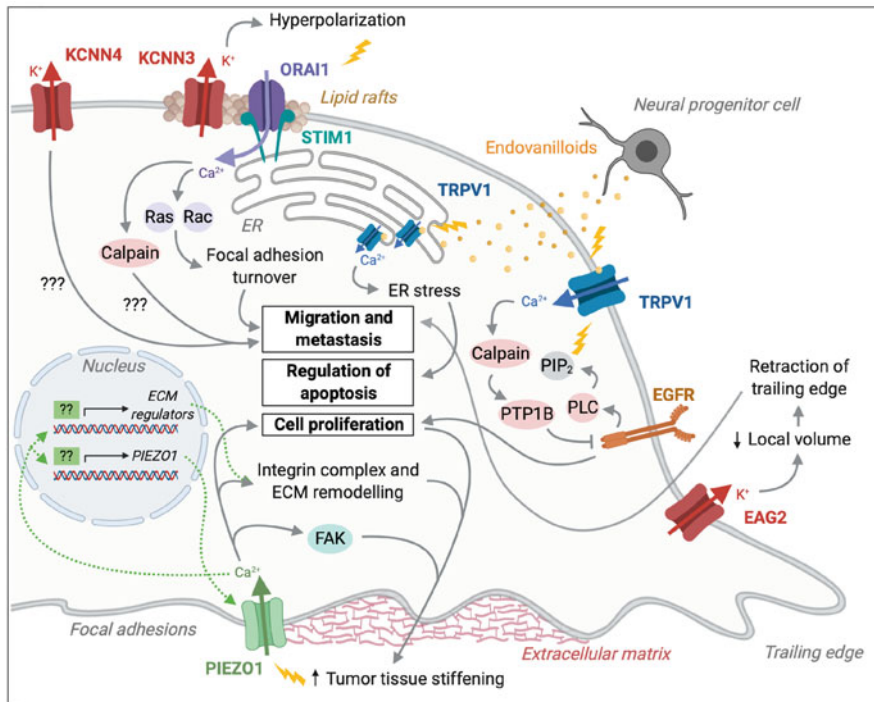 Hyperpolarization
KCNN4
KCNN3
K⁺
K⁺
ORAI1
Lipid rafts
Neural progenitor cell
STIM1
Endovanilloids
Ca²⁺
TRPV1
Ras
Rac
ER
Calpain
Focal adhesion
turnover
Ca²⁺
ER stress
???
???
Ca²⁺
TRPV1
Migration and
metastasis
Calpain
PIP₂
Nucleus
Regulation of
apoptosis
Retraction of
trailing edge
??
ECM
regulators
PTP1B
PLC
EGFR
Cell proliferation
↓ Local volume
??
PIEZO1
Integrin complex and
ECM remodelling
K⁺
EAG2
FAK
Ca²⁺
Focal adhesions
PIEZO1
Extracellular matrix
Trailing edge
↑ Tumor tissue stiffening